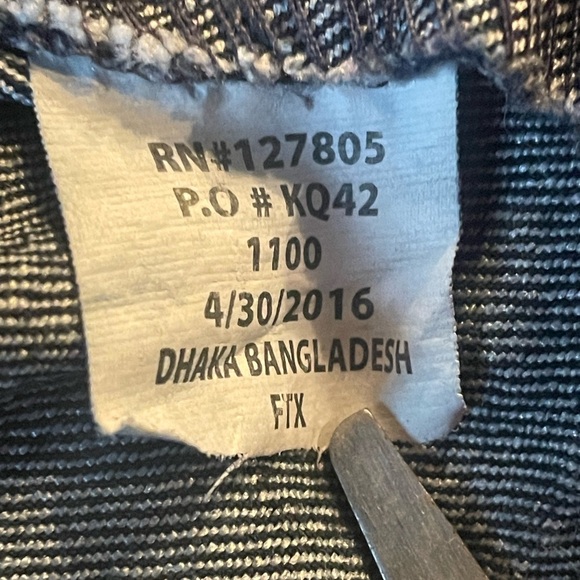 RN#127805
P.O # KQ42
1100
4/30/2016
DHAKA BANGLADESH
FTX